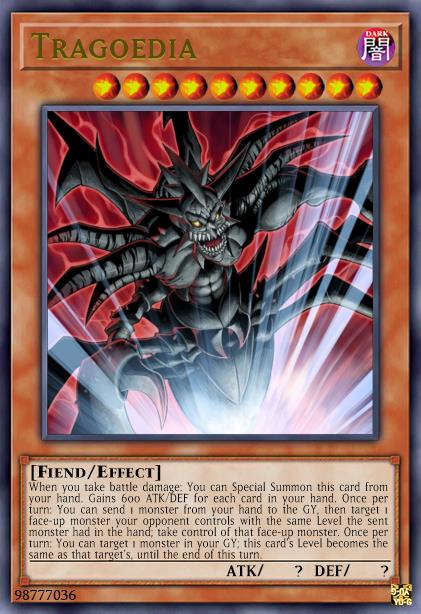 TRAGOEDIA
DARK
闇
[FIEND/EFFECT]
When you take battle damage: You can Special Summon this card from
your hand. Gains 600 ATK/DEF for each card in your hand. Once per
turn: You can send 1 monster from your hand to the GY, then target 1
face-up monster your opponent controls with the same Level the sent
monster had in the hand; take control of that face-up monster. Once per
turn: You can target 1 monster in your GY; this card's Level becomes the
same as that target's, until the end of this turn.
ATK/ ? DEF/ ?
98777036